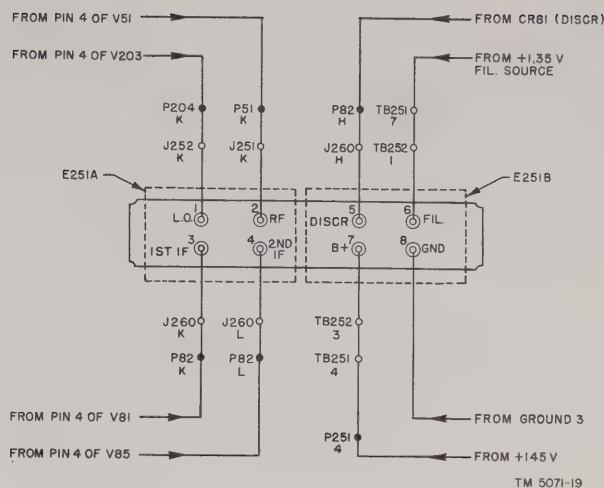 FROM PIN 4 OF V51
FROM CR81 (DISCR)
FROM PIN 4 OF V203
FROM +1.35 V
FIL. SOURCE
P204
K
P51
K
P82
H
TB251
7
J252
K
J251
K
J260
H
TB252
1
E251A
E251B
1
L.O.
2
RF
5
DISCR
6
FIL.
3
1ST IF
4
2ND
IF
7
B+
8
GND
J260
K
J260
L
TB252
3
P82
K
P82
L
TB251
4
FROM PIN 4 OF V81
FROM GROUND 3
P251
4
FROM PIN 4 OF V85
FROM +145 V
TM 5071-19